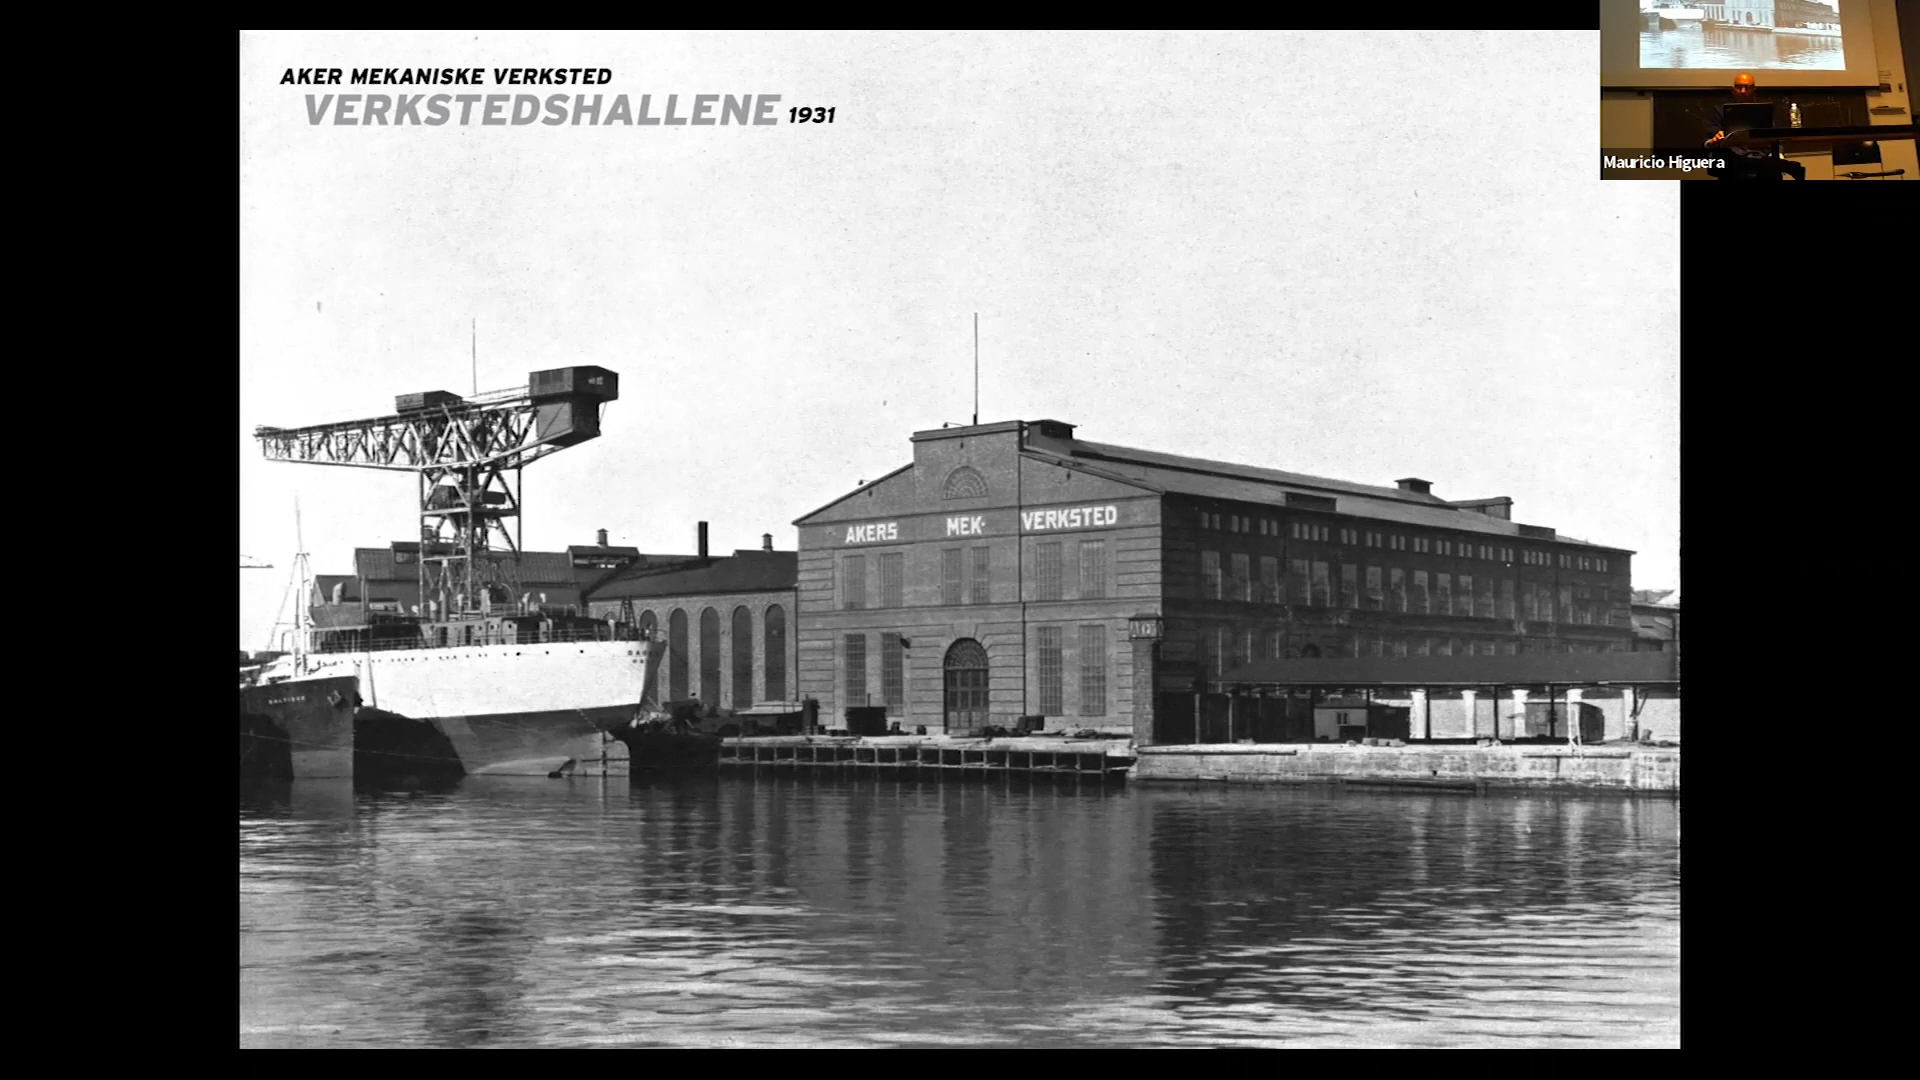 AKER MEKANISKE VERKSTED
VERKSTEDSHALLENE 1931
AKERS MEK· VERKSTED
Mauricio Higuera